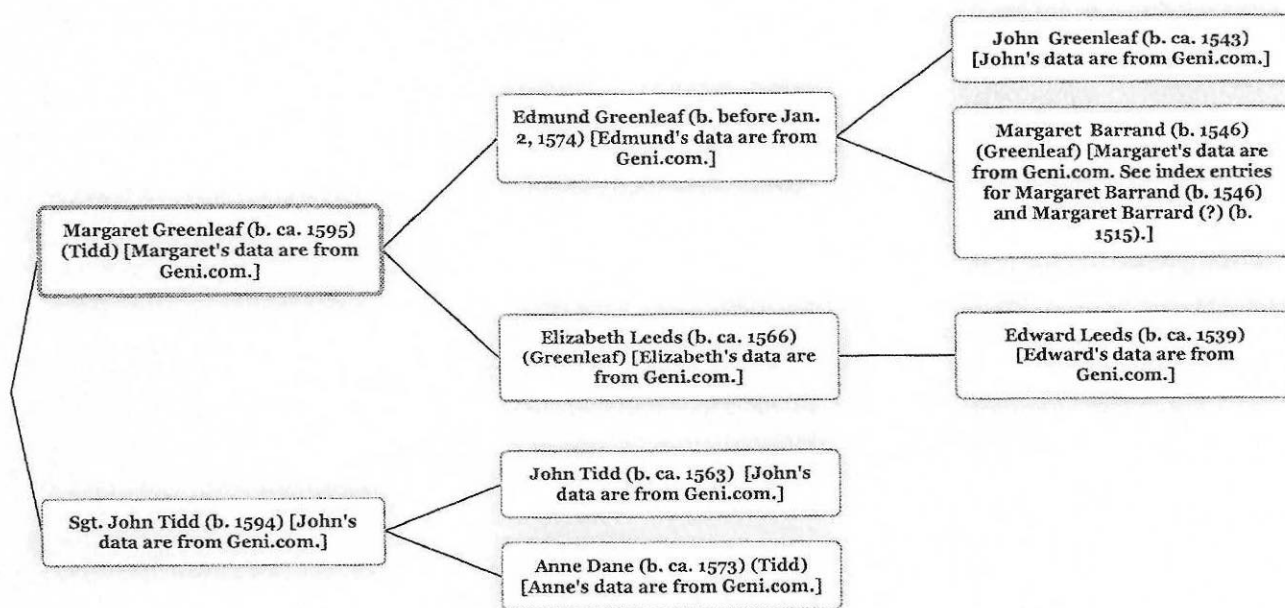 John Greenleaf (b. ca. 1543)
[John's data are from Geni.com.]
Edmund Greenleaf (b. before Jan.
2, 1574) [Edmund's data are from
Geni.com.]
Margaret Barrand (b. 1546)
(Greenleaf) [Margaret's data are
from Geni.com. See index entries
for Margaret Barrand (b. 1546)
and Margaret Barrard (?) (b.
1515).]
Margaret Greenleaf (b. ca. 1595)
(Tidd) [Margaret's data are from
Geni.com.]
Elizabeth Leeds (b. ca. 1566)
(Greenleaf) [Elizabeth's data are
from Geni.com.]
Edward Leeds (b. ca. 1539)
[Edward's data are from
Geni.com.]
John Tidd (b. ca. 1563) [John's
data are from Geni.com.]
Sgt. John Tidd (b. 1594) [John's
data are from Geni.com.]
Anne Dane (b. ca. 1573) (Tidd)
[Anne's data are from Geni.com.]